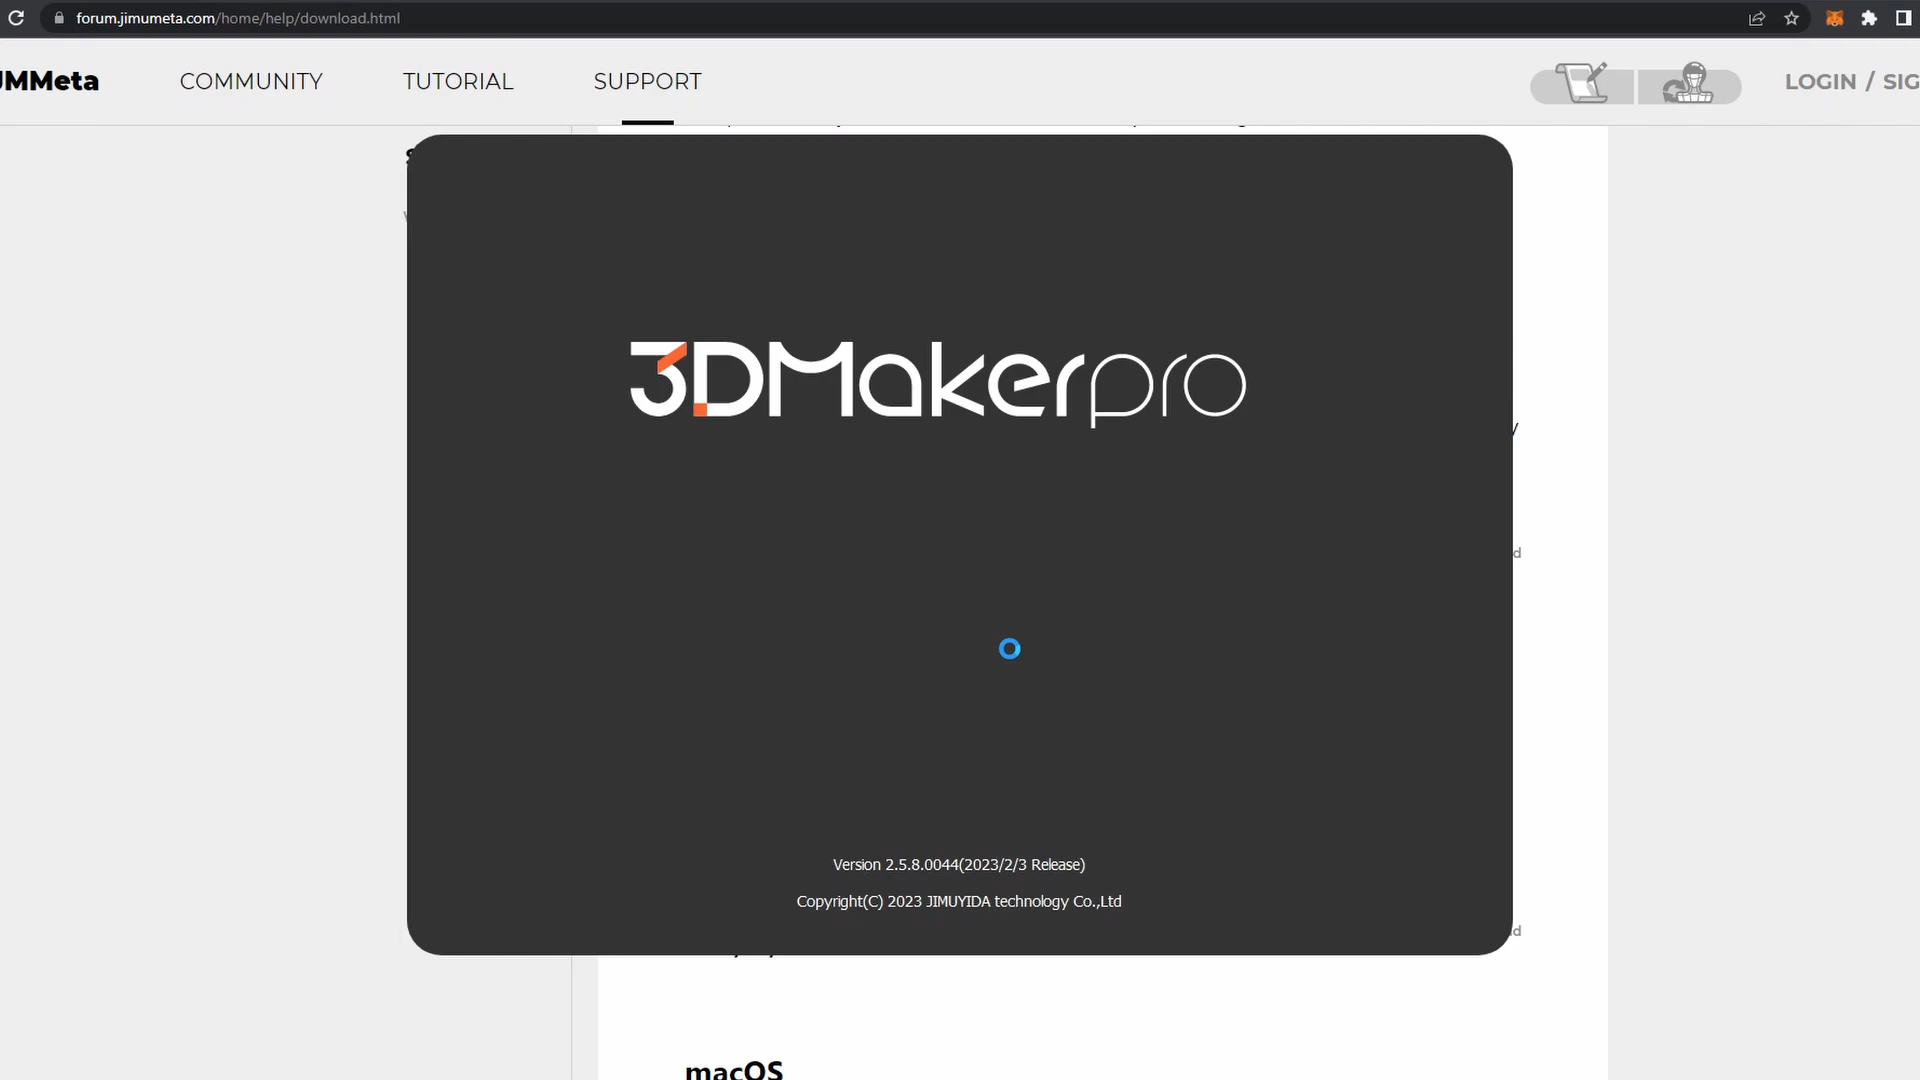 forum.jimumeta.com/home/help/download.html
JMMeta
COMMUNITY
TUTORIAL
SUPPORT
LOGIN / SIG
3DMakerpro
Version 2.5.8.0044(2023/2/3 Release)
Copyright(C) 2023 JIMUYIDA technology Co.,Ltd
macOS